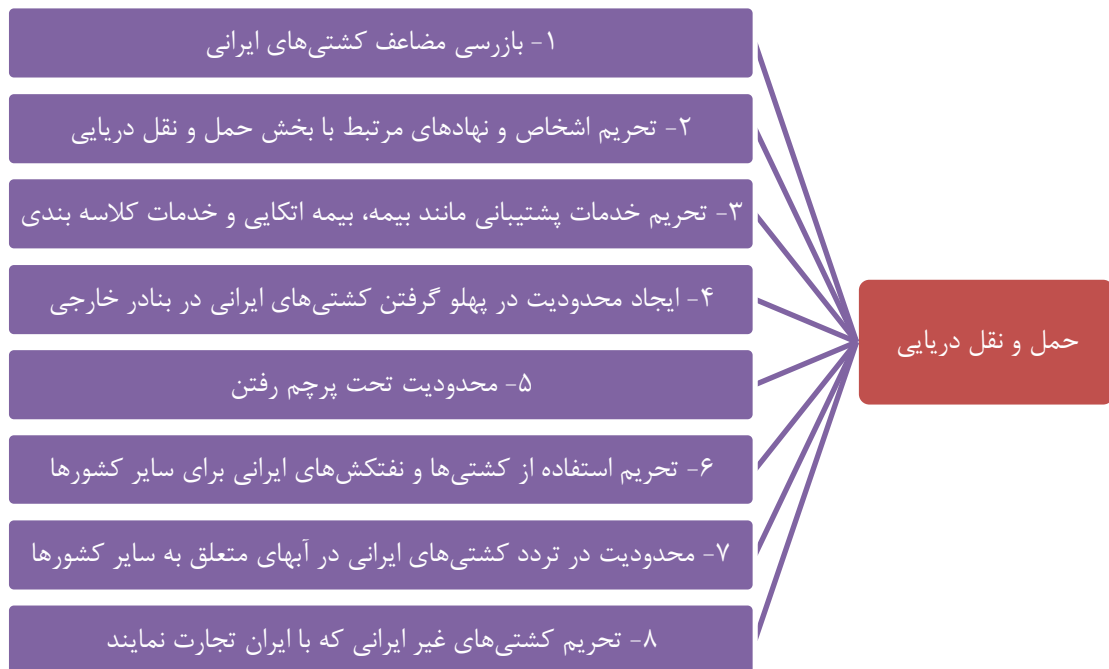 حمل و نقل دریایی
۱- بازرسی مضاعف کشتی‌های ایرانی
۲- تحریم اشخاص و نهادهای مرتبط با بخش حمل و نقل دریایی
۳- تحریم خدمات پشتیبانی مانند بیمه، بیمه اتکایی و خدمات کلاسه بندی
۴- ایجاد محدودیت در پهلو گرفتن کشتی‌های ایرانی در بنادر خارجی
۵- محدودیت تحت پرچم رفتن
۶- تحریم استفاده از کشتی‌ها و نفتکش‌های ایرانی برای سایر کشورها
۷- محدودیت در تردد کشتی‌های ایرانی در آبهای متعلق به سایر کشورها
۸- تحریم کشتی‌های غیر ایرانی که با ایران تجارت نمایند